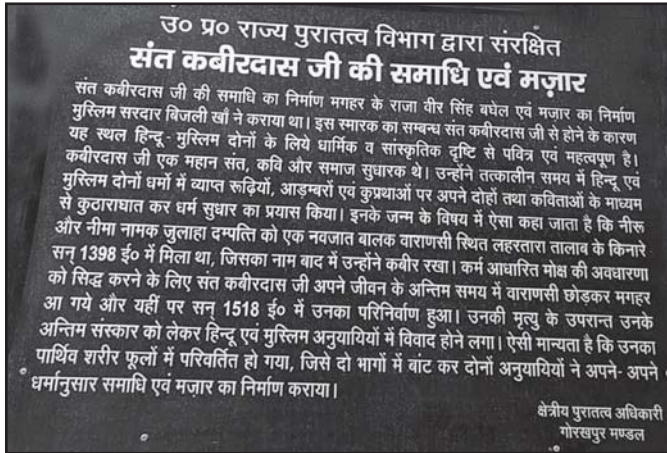 उ० प्र० राज्य पुरातत्व विभाग द्वारा संरक्षित
संत कबीरदास जी की समाधि एवं मज़ार
संत कबीरदास जी की समाधि का निर्माण मगहर के राजा वीर सिंह बघेल एवं मज़ार का निर्माण
मुस्लिम सरदार बिजली खाँ ने कराया था। इस स्मारक का सम्बन्ध संत कबीरदास जी से होने के कारण
यह स्थल हिन्दू - मुस्लिम दोनों के लिये धार्मिक व सांस्कृतिक दृष्टि से पवित्र एवं महत्वपूण है।
कबीरदास जी एक महान संत, कवि और समाज सुधारक थे। उन्होंने तत्कालीन समय में हिन्दू एवं
मुस्लिम दोनों धर्मो में व्याप्त रूढ़ियों, आड़म्बरों एवं कुप्रथाओं पर अपने दोहों तथा कविताओं के माध्यम
से कुठाराघात कर धर्म सुधार का प्रयास किया। इनके जन्म के विषय में ऐसा कहा जाता है कि नीरू
और नीमा नामक जुलाहा दम्पत्ति को एक नवजात बालक वाराणसी स्थित लहरतारा तालाब के किनारे
सन् 1398 ई० में मिला था, जिसका नाम बाद में उन्होंने कबीर रखा। कर्म आधारित मोक्ष की अवधारणा
को सिद्ध करने के लिए संत कबीरदास जी अपने जीवन के अन्तिम समय में वाराणसी छोड़कर मगहर
आ गये और यहीं पर सन् 1518 ई० में उनका परिनिर्वाण हुआ। उनकी मृत्यु के उपरान्त उनके
अन्तिम संस्कार को लेकर हिन्दू एवं मुस्लिम अनुयायियों में विवाद होने लगा। ऐसी मान्यता है कि उनका
पार्थिव शरीर फूलों में परिवर्तित हो गया, जिसे दो भागों में बांट कर दोनों अनुयायियों ने अपने- अपने
धर्मानुसार समाधि एवं मज़ार का निर्माण कराया।
क्षेत्रीय पुरातत्व अधिकारी
गोरखपुर मण्डल